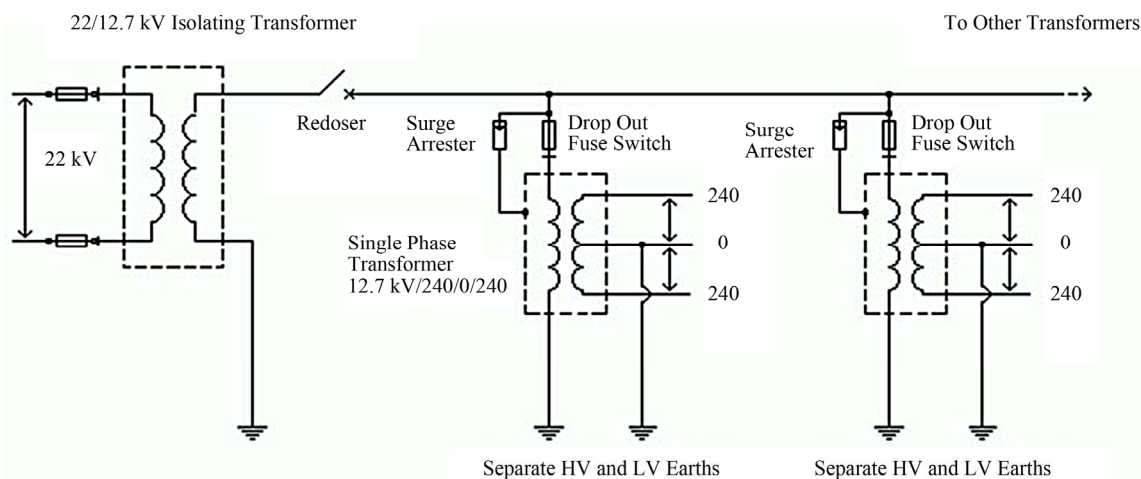 22/12.7 kV Isolating Transformer
To Other Transformers
22 kV
Redoser
Surge
Arrester
Drop Out
Fuse Switch
Surgc
Arrester
Drop Out
Fuse Switch
Single Phase
Transformer
12.7 kV/240/0/240
240
0
240
240
0
240
Separate HV and LV Earths
Separate HV and LV Earths